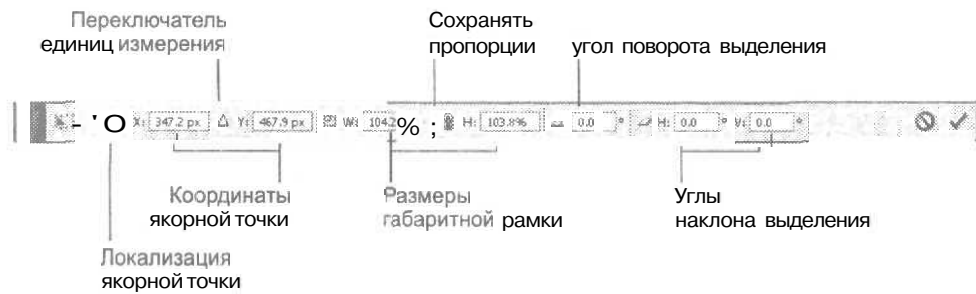 Переключатель
единиц измерения
Сохранять
пропорции
угол поворота выделения
- ' O X: 347.2 px Δ Y: 467.9 px W: 104.2 % ; H: 103.8% 0.0 ° H: 0.0 ° V: 0.0 °
Координаты
якорной точки
Размеры
габаритной рамки
Углы
наклона выделения
Локализация
якорной точки